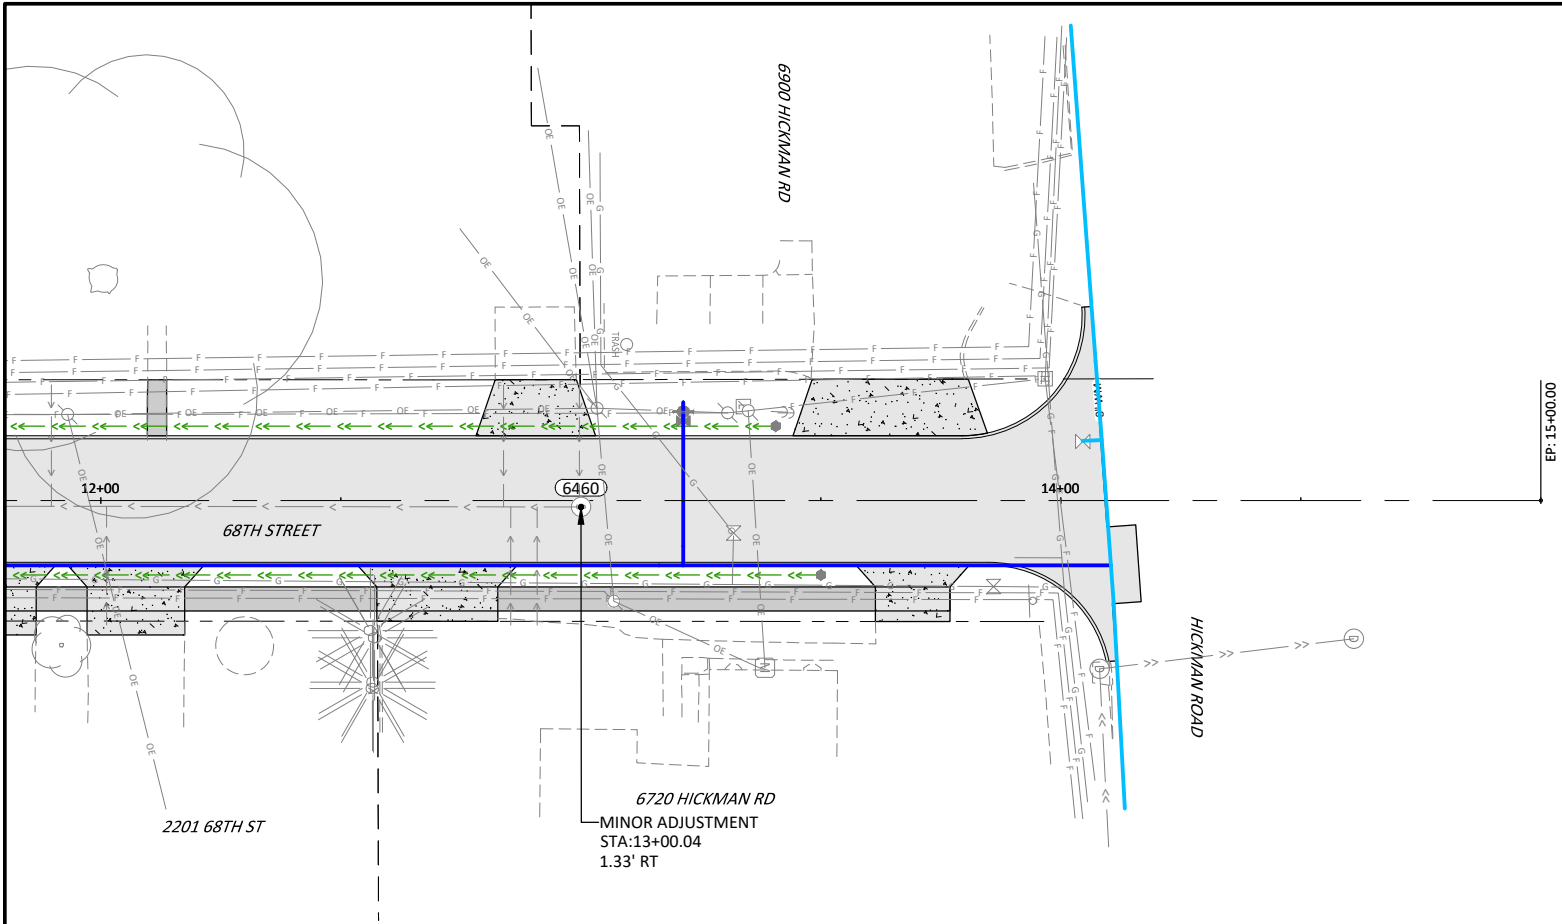 6900 HICKMAN RD
TRASH
12+00
6460
14+00
EP: 15+00.00
68TH STREET
HICKMAN ROAD
2201 68TH ST
6720 HICKMAN RD
MINOR ADJUSTMENT
STA:13+00.04
1.33' RT